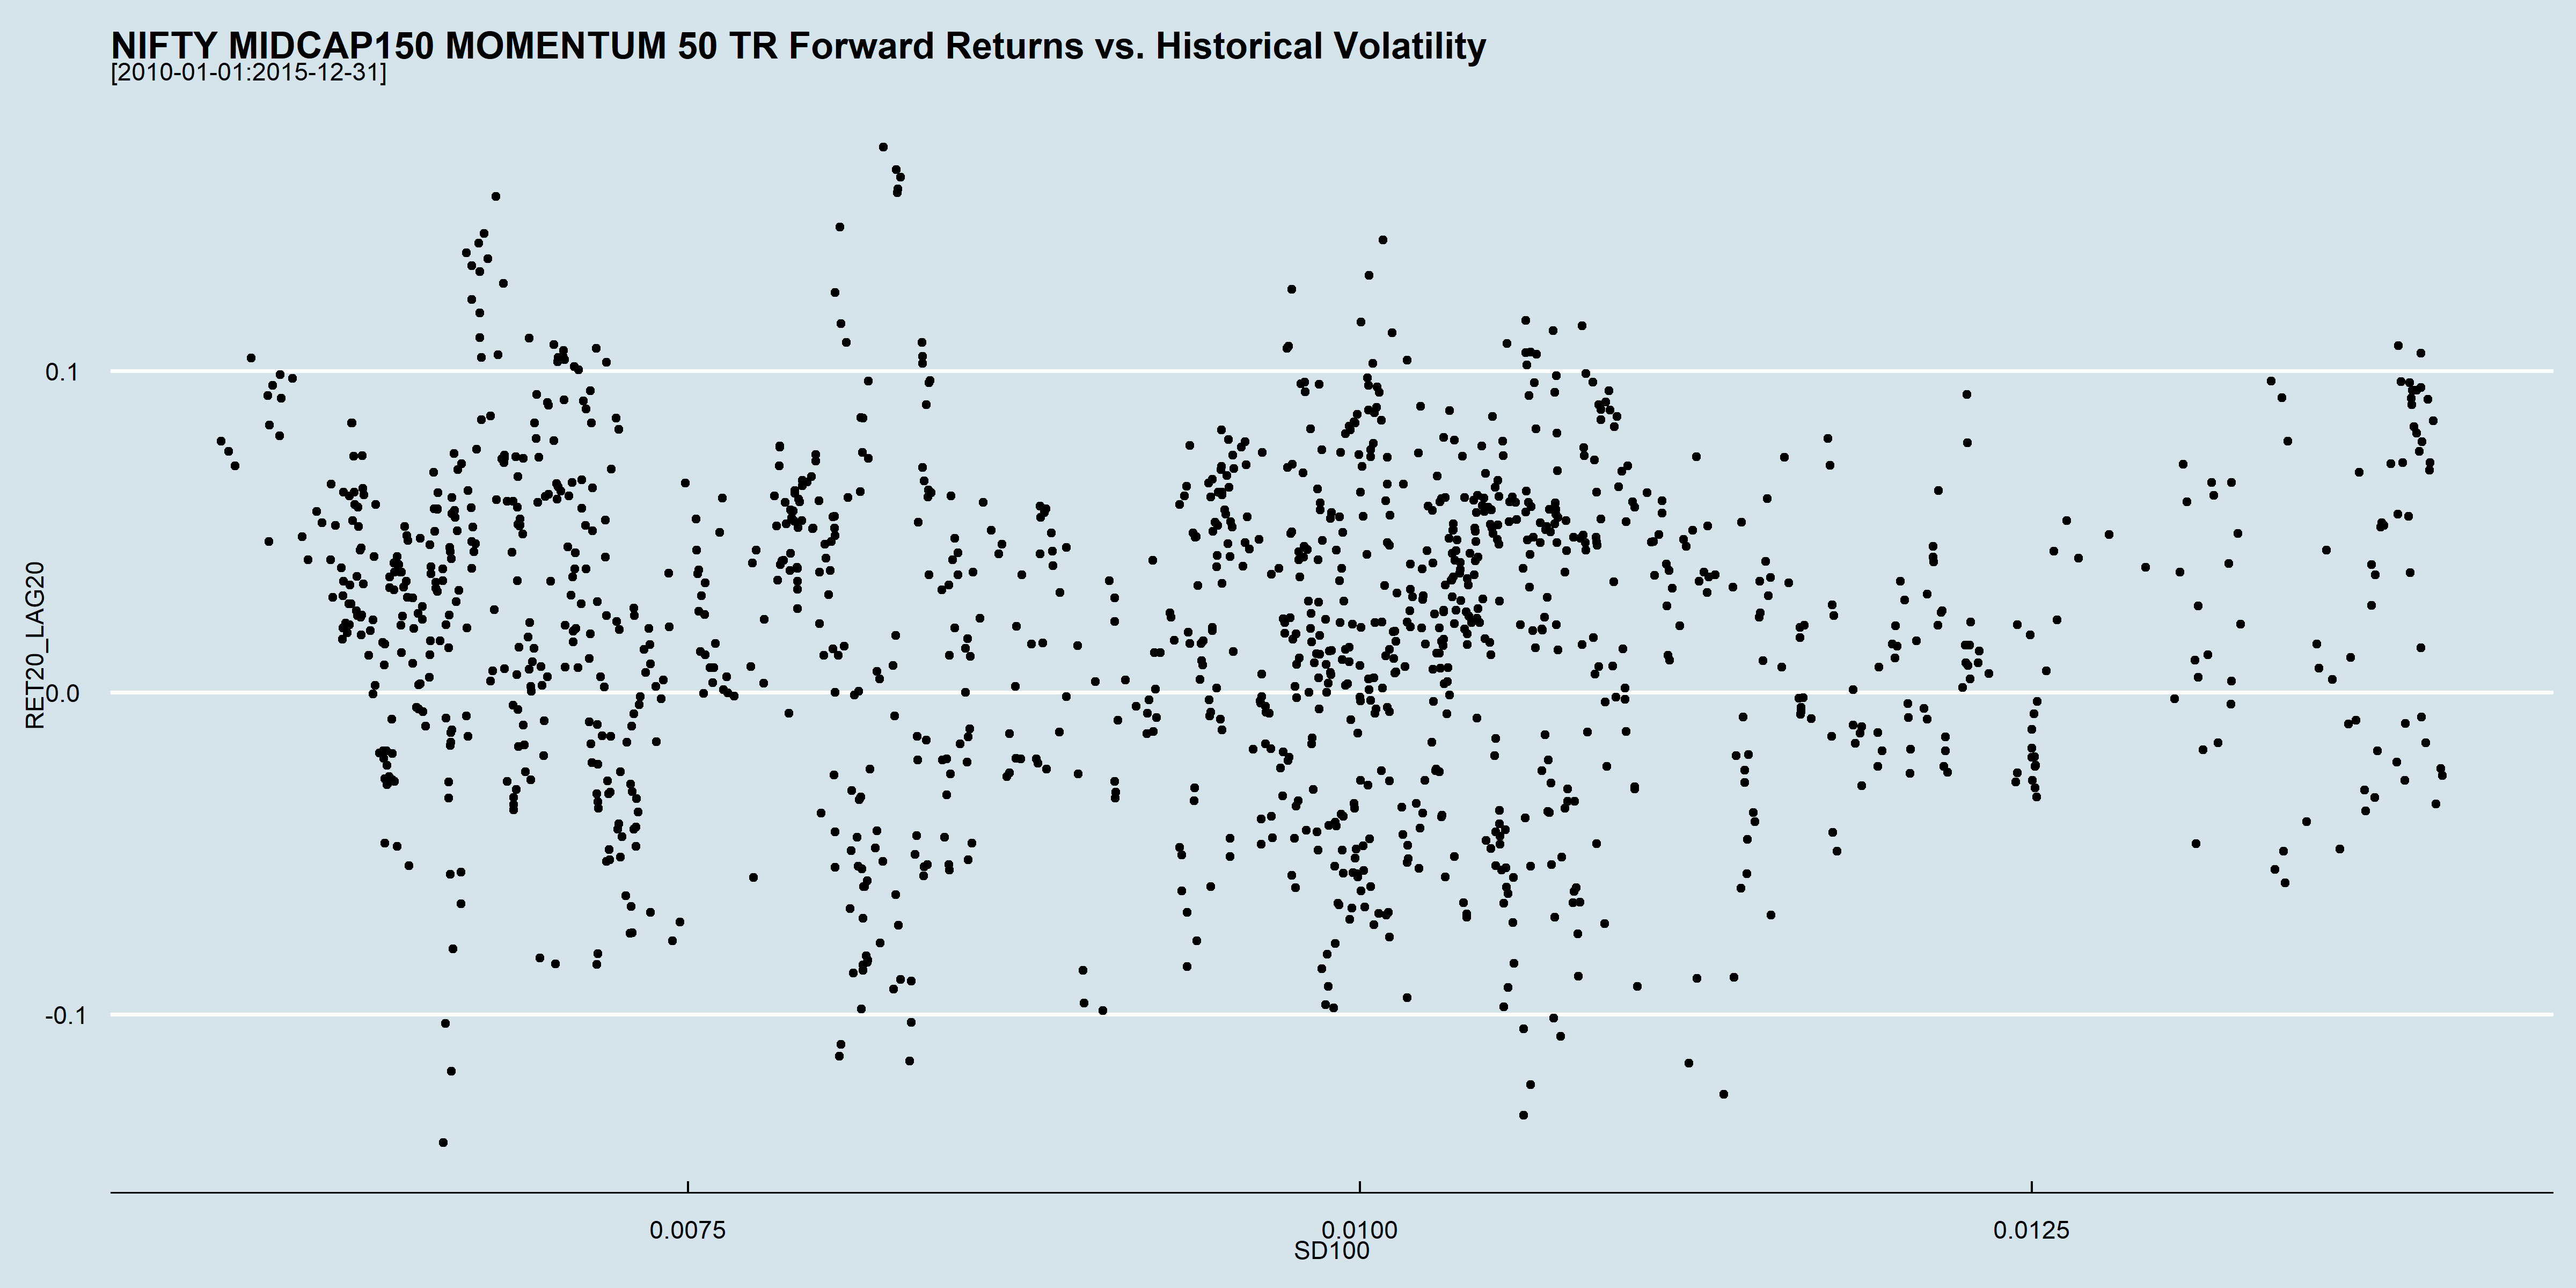 NIFTY MIDCAP150 MOMENTUM 50 TR Forward Returns vs. Historical Volatility
[2010-01-01:2015-12-31]
0.1
0.0
-0.1
RET20_LAG20
0.0075
0.0100
0.0125
SD100